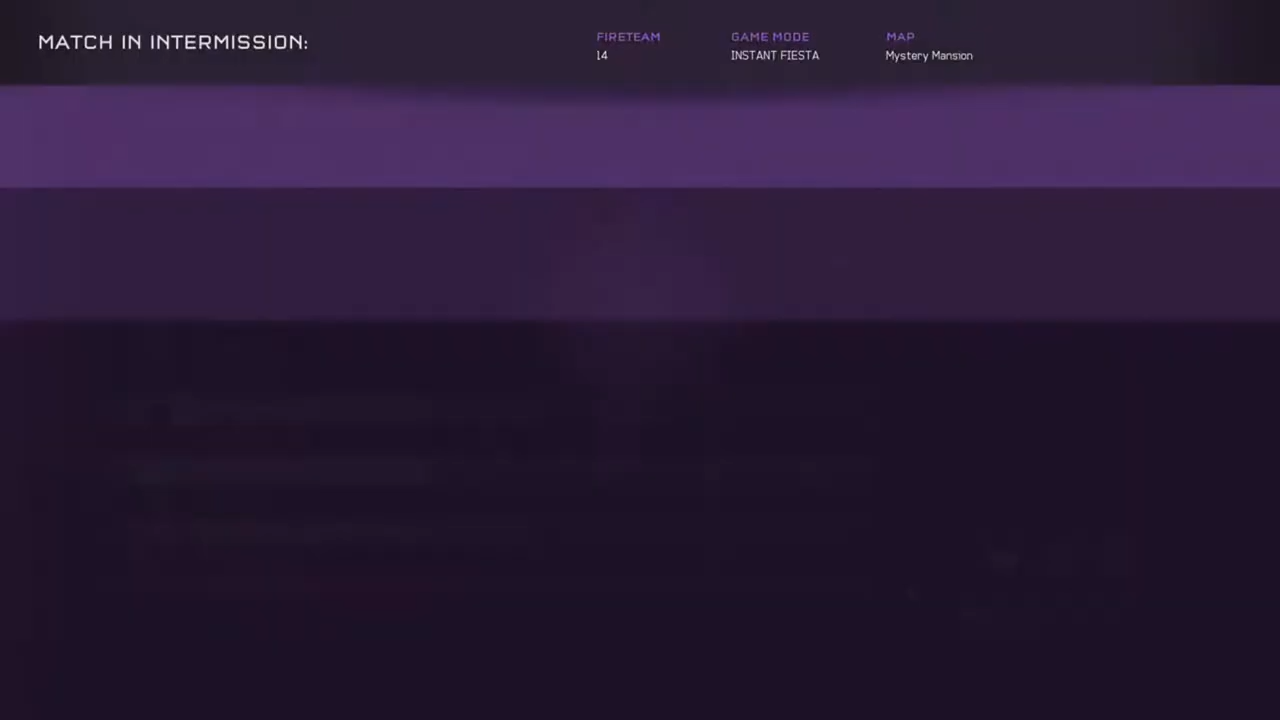 MATCH IN INTERMISSION:
FIRETEAM
14
GAME MODE
INSTANT FIESTA
MAP
Mystery Mansion